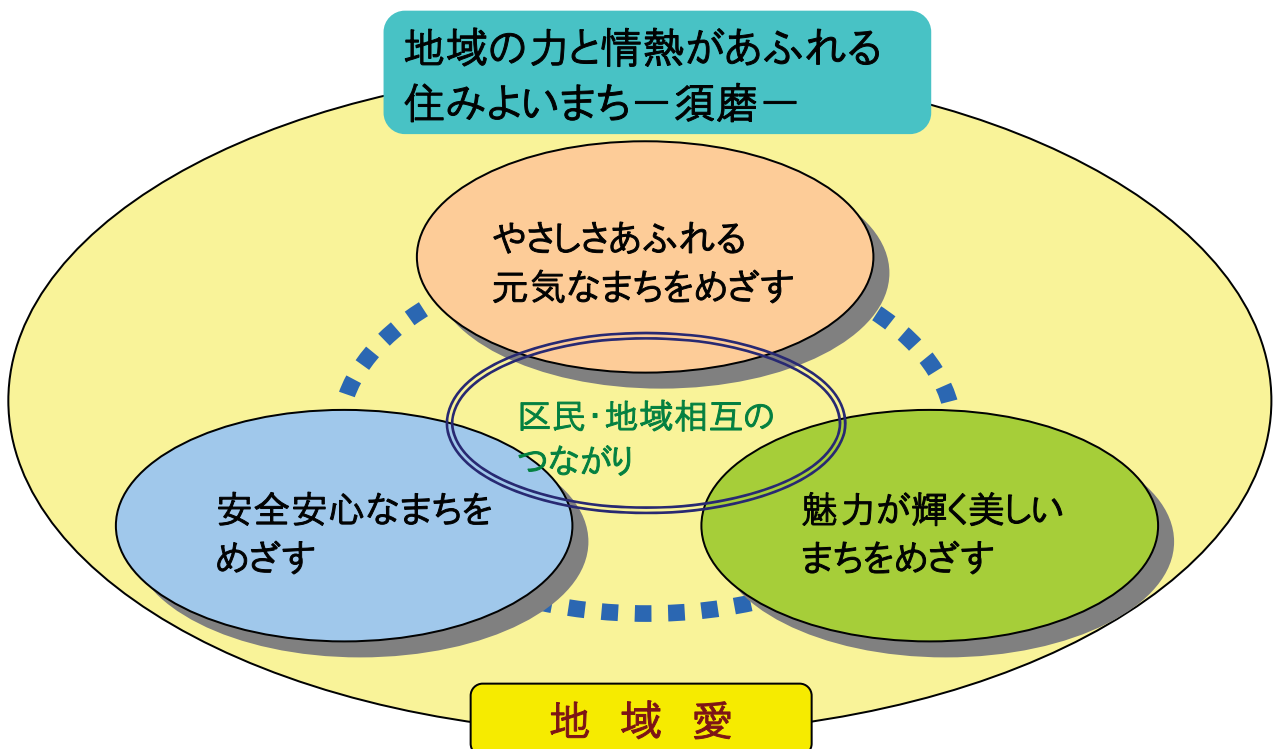 地域の力と情熱があふれる
住みよいまち－須磨－
やさしさあふれる
元気なまちをめざす
区民・地域相互の
つながり
安全安心なまちを
めざす
魅力が輝く美しい
まちをめざす
地　域　愛